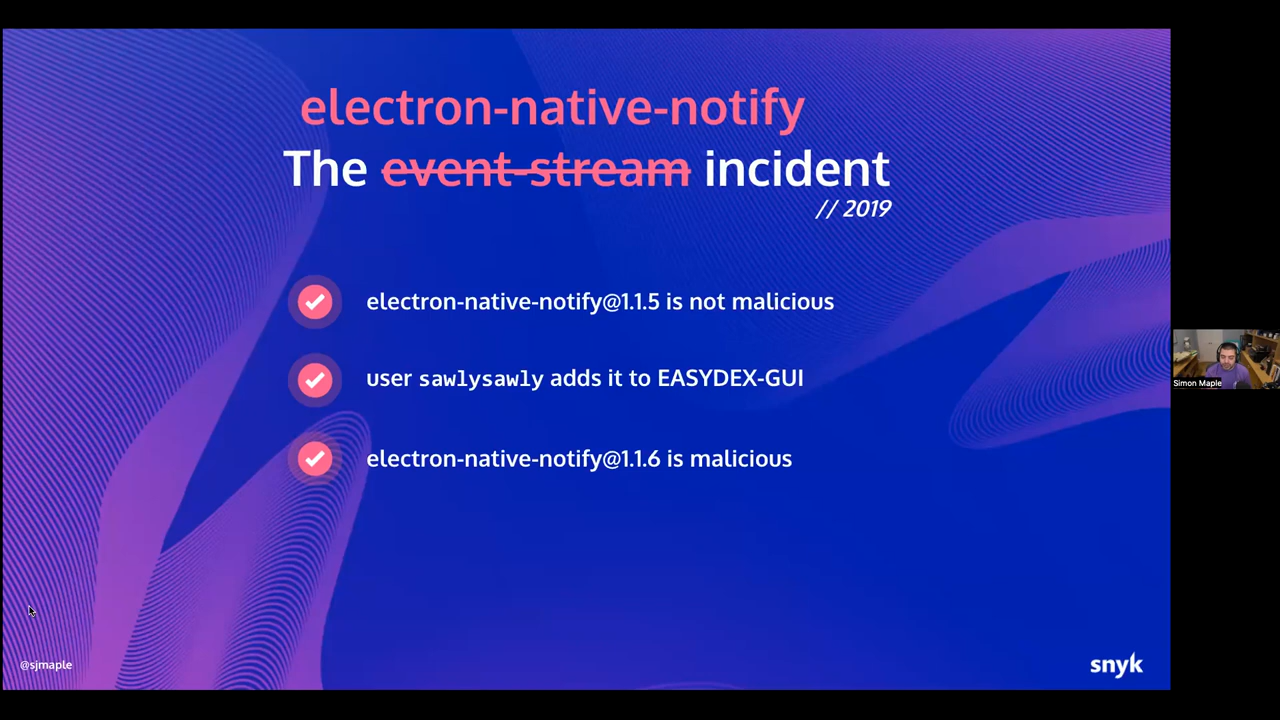 electron-native-notify
The event-stream incident
// 2019
electron-native-notify@1.1.5 is not malicious
user sawlysawly adds it to EASYDEX-GUI
electron-native-notify@1.1.6 is malicious
Simon Maple
@sjmaple
snyk